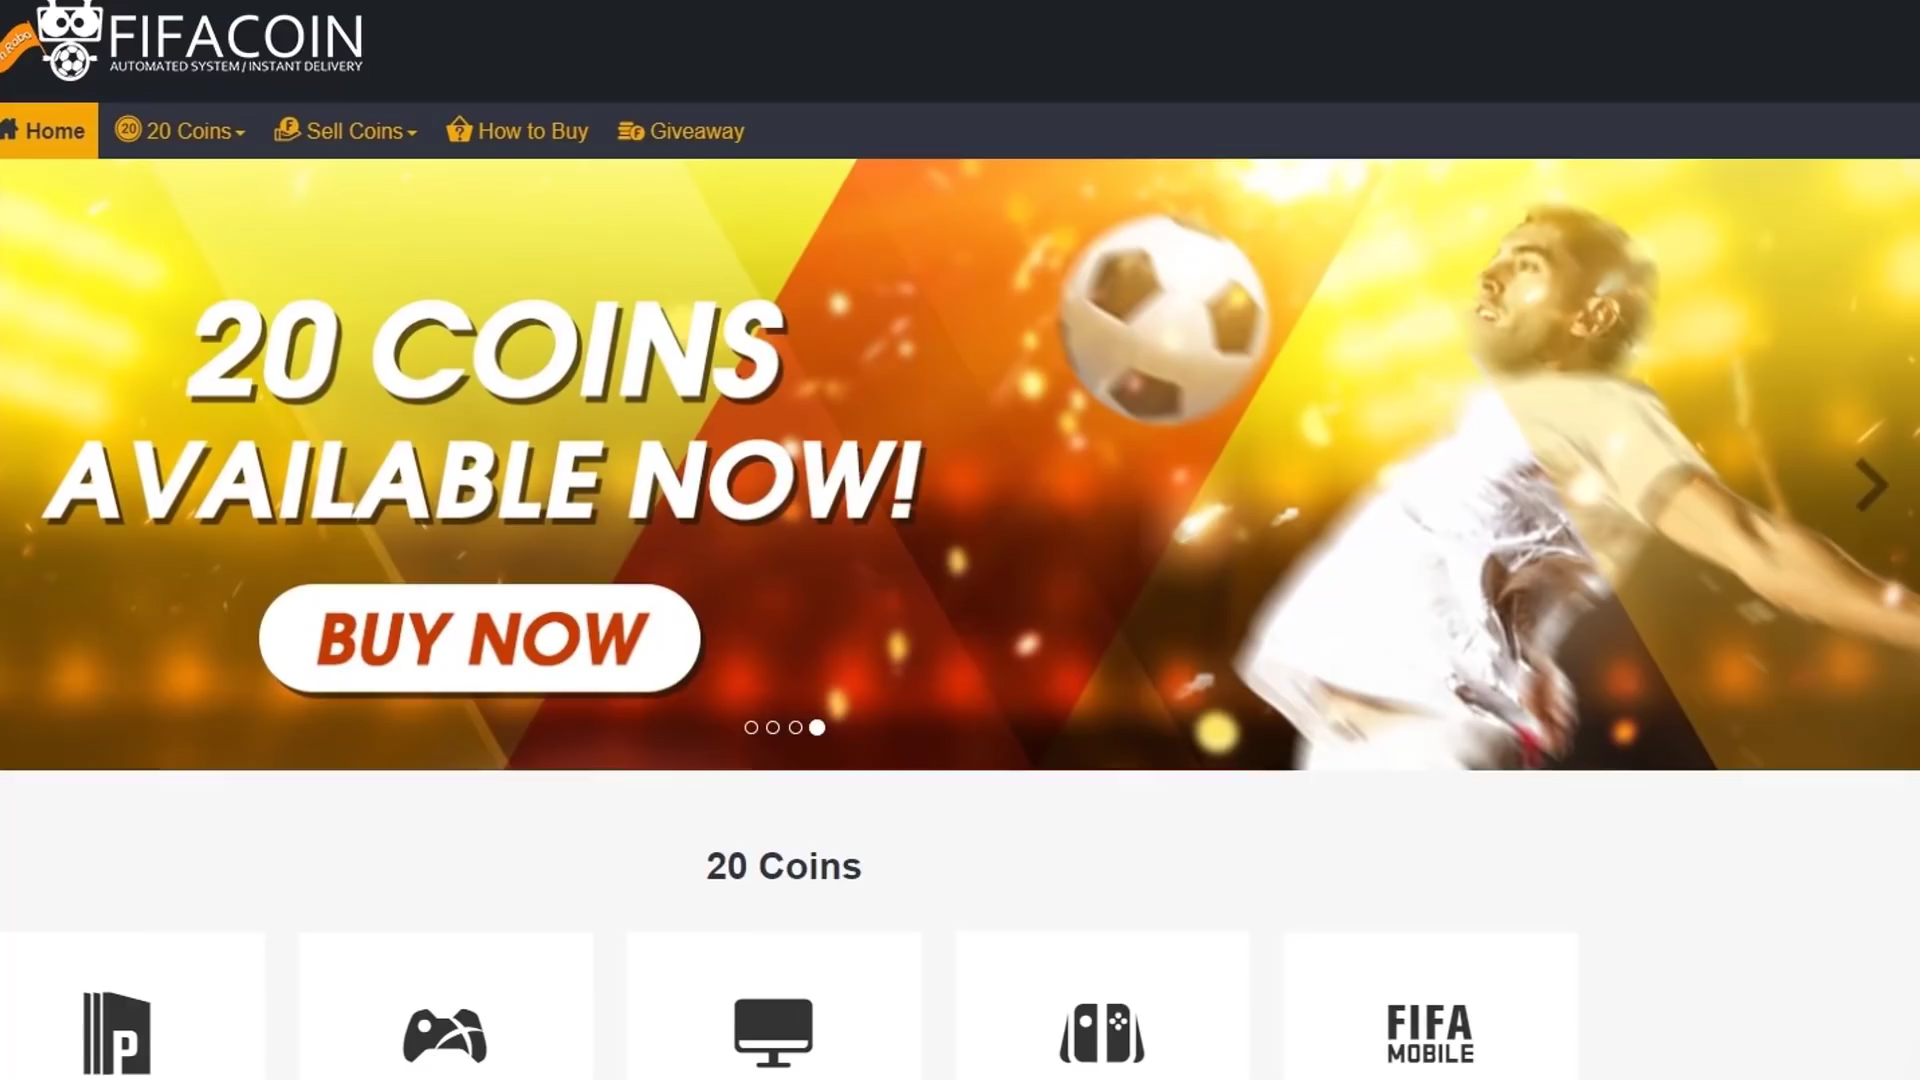 FIFACOIN
AUTOMATED SYSTEM / INSTANT DELIVERY
Home
20 20 Coins
Sell Coins
How to Buy
Giveaway
20 COINS
AVAILABLE NOW!
BUY NOW
20 Coins
P
FIFA
MOBILE